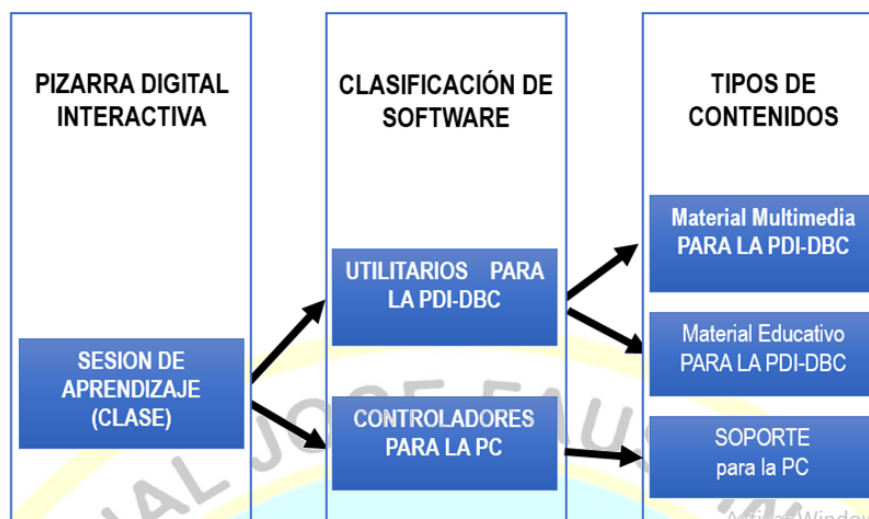 PIZARRA DIGITAL
INTERACTIVA
SESION DE
APRENDIZAJE
(CLASE)
CLASIFICACIÓN DE
SOFTWARE
UTILITARIOS PARA
LA PDI-DBC
CONTROLADORES
PARA LA PC
TIPOS DE
CONTENIDOS
Material Multimedia
PARA LA PDI-DBC
Material Educativo
PARA LA PDI-DBC
SOPORTE
para la PC